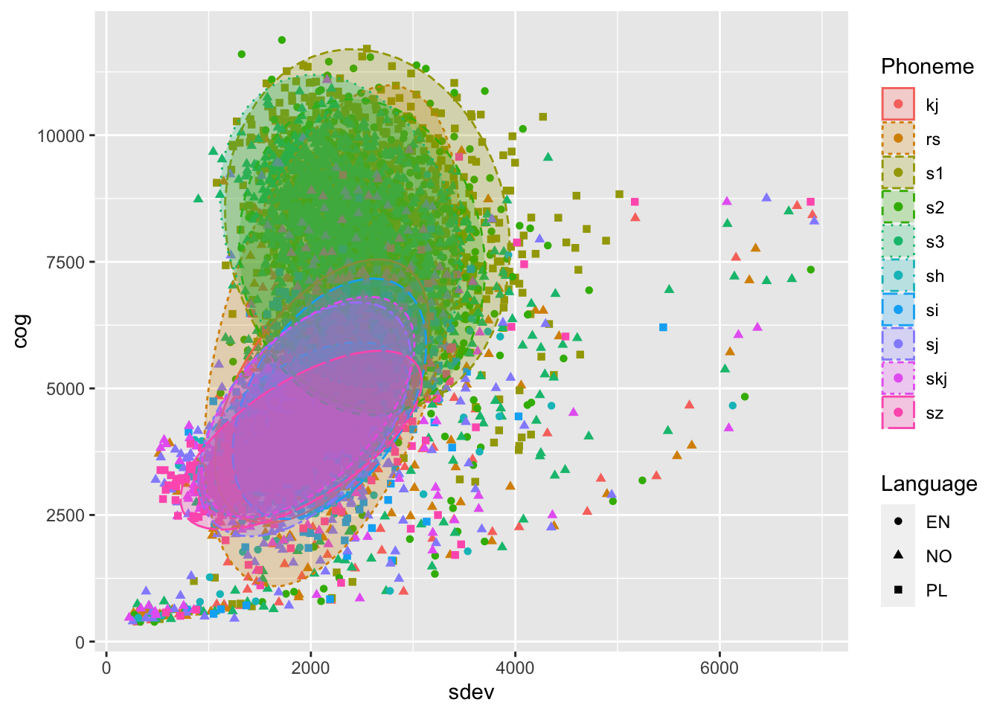 10000
7500
5000
2500
0
cog
0
2000
4000
6000
sdev
Phoneme
kj
rs
s1
s2
s3
sh
si
sj
skj
sz
Language
EN
NO
PL